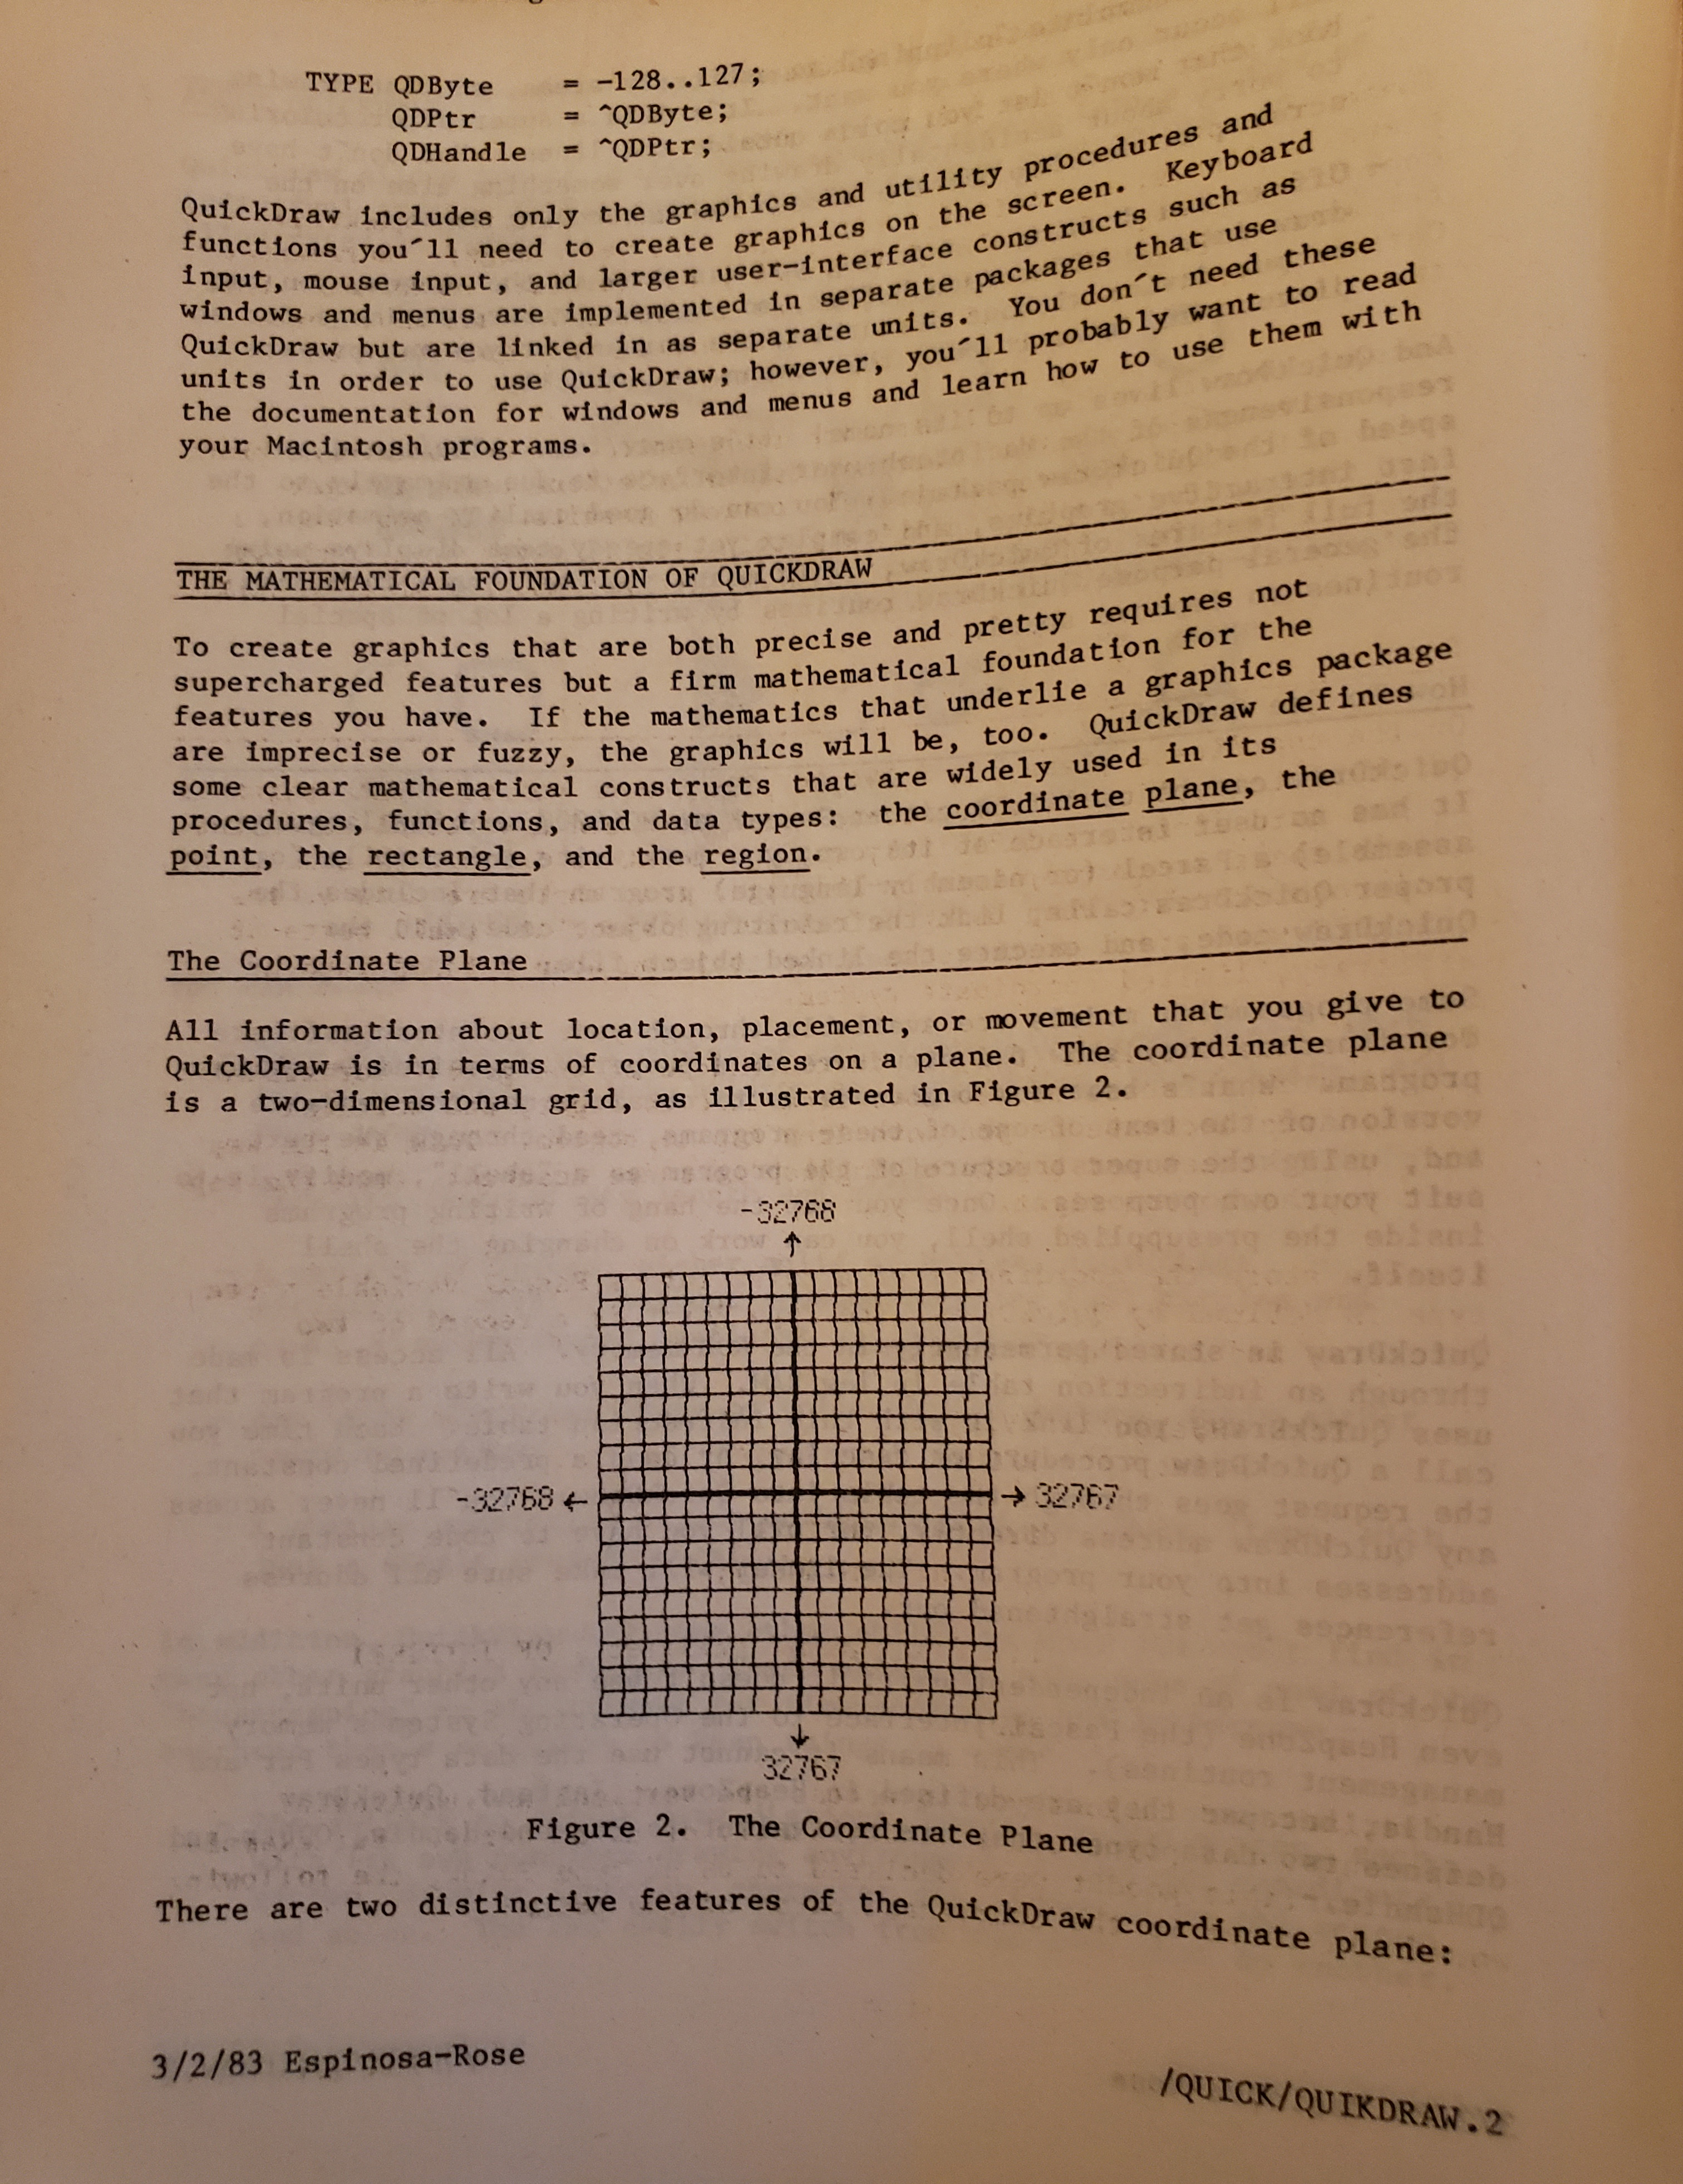 TYPE QDByte = -128..127;
QDPtr = ^QDByte;
QDHandle = ^QDPtr;
QuickDraw includes only the graphics and utility procedures and
functions you´ll need to create graphics on the screen. Keyboard
input, mouse input, and larger user-interface constructs such as
windows and menus are implemented in separate packages that use
QuickDraw but are linked in as separate units. You don´t need these
units in order to use QuickDraw; however, you´ll probably want to read
the documentation for windows and menus and learn how to use them with
your Macintosh programs.
THE MATHEMATICAL FOUNDATION OF QUICKDRAW
To create graphics that are both precise and pretty requires not
supercharged features but a firm mathematical foundation for the
features you have. If the mathematics that underlie a graphics package
are imprecise or fuzzy, the graphics will be, too. QuickDraw defines
some clear mathematical constructs that are widely used in its
procedures, functions, and data types: the coordinate plane, the
point, the rectangle, and the region.
The Coordinate Plane
All information about location, placement, or movement that you give to
QuickDraw is in terms of coordinates on a plane. The coordinate plane
is a two-dimensional grid, as illustrated in Figure 2.
-32768
↑
-32768 ← → 32767
↓
32767
Figure 2. The Coordinate Plane
There are two distinctive features of the QuickDraw coordinate plane:
3/2/83 Espinosa-Rose
/QUICK/QUIKDRAW.2